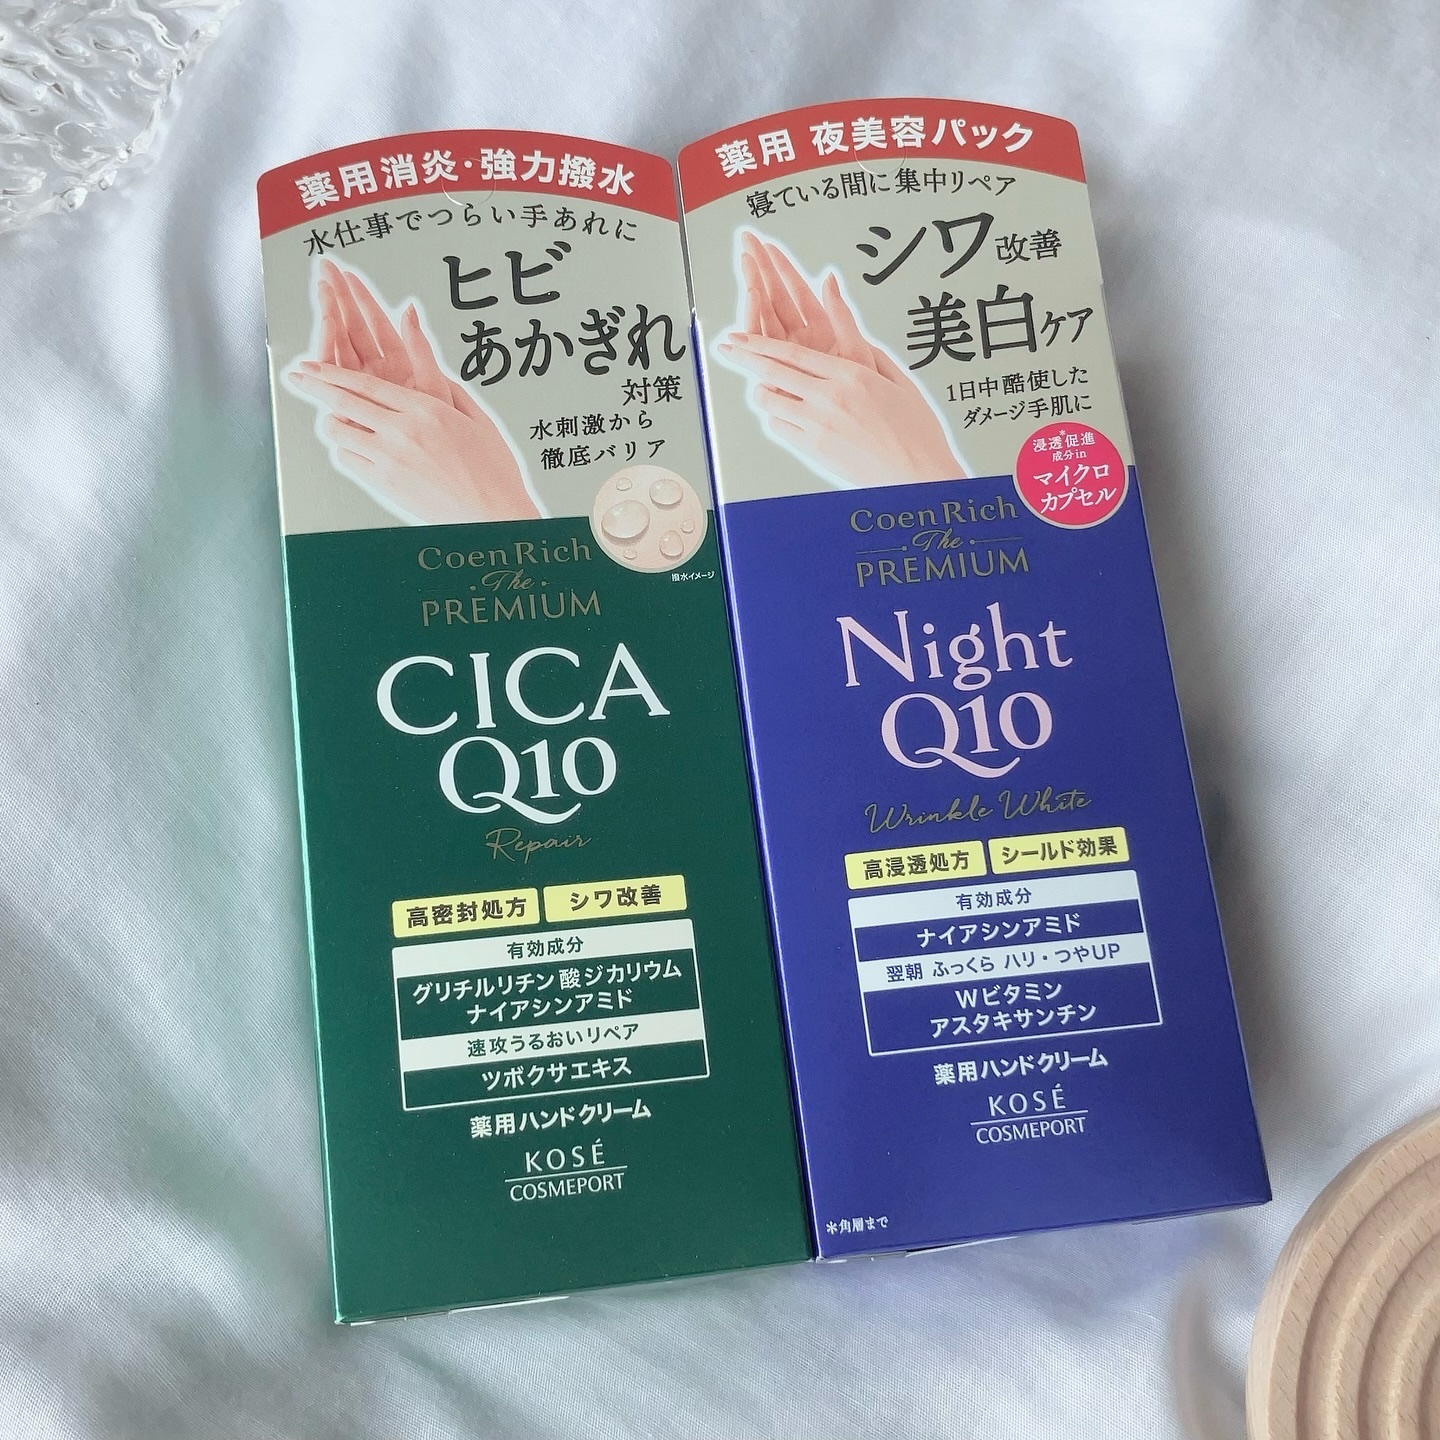 薬用消炎・強力撥水
水仕事でつらい手あれに
ヒビ
あかぎれ
対策
水刺激から
徹底バリア
撥水イメージ
CoenRich
The
PREMIUM
CICA
Q10
Repair
高密封処方 シワ改善
有効成分
グリチルリチン酸ジカリウム
ナイアシンアミド
速攻うるおいリペア
ツボクサエキス
薬用ハンドクリーム
KOSÉ
COSMEPORT
薬用 夜美容パック
寝ている間に集中リペア
シワ改善
美白ケア
1日中酷使した
ダメージ手肌に
浸透*促進
成分in
マイクロ
カプセル
CoenRich
The
PREMIUM
Night
Q10
Wrinkle White
高浸透処方 シールド効果
有効成分
ナイアシンアミド
翌朝 ふっくら ハリ・つやUP
Wビタミン
アスタキサンチン
薬用ハンドクリーム
KOSÉ
COSMEPORT
*角層まで